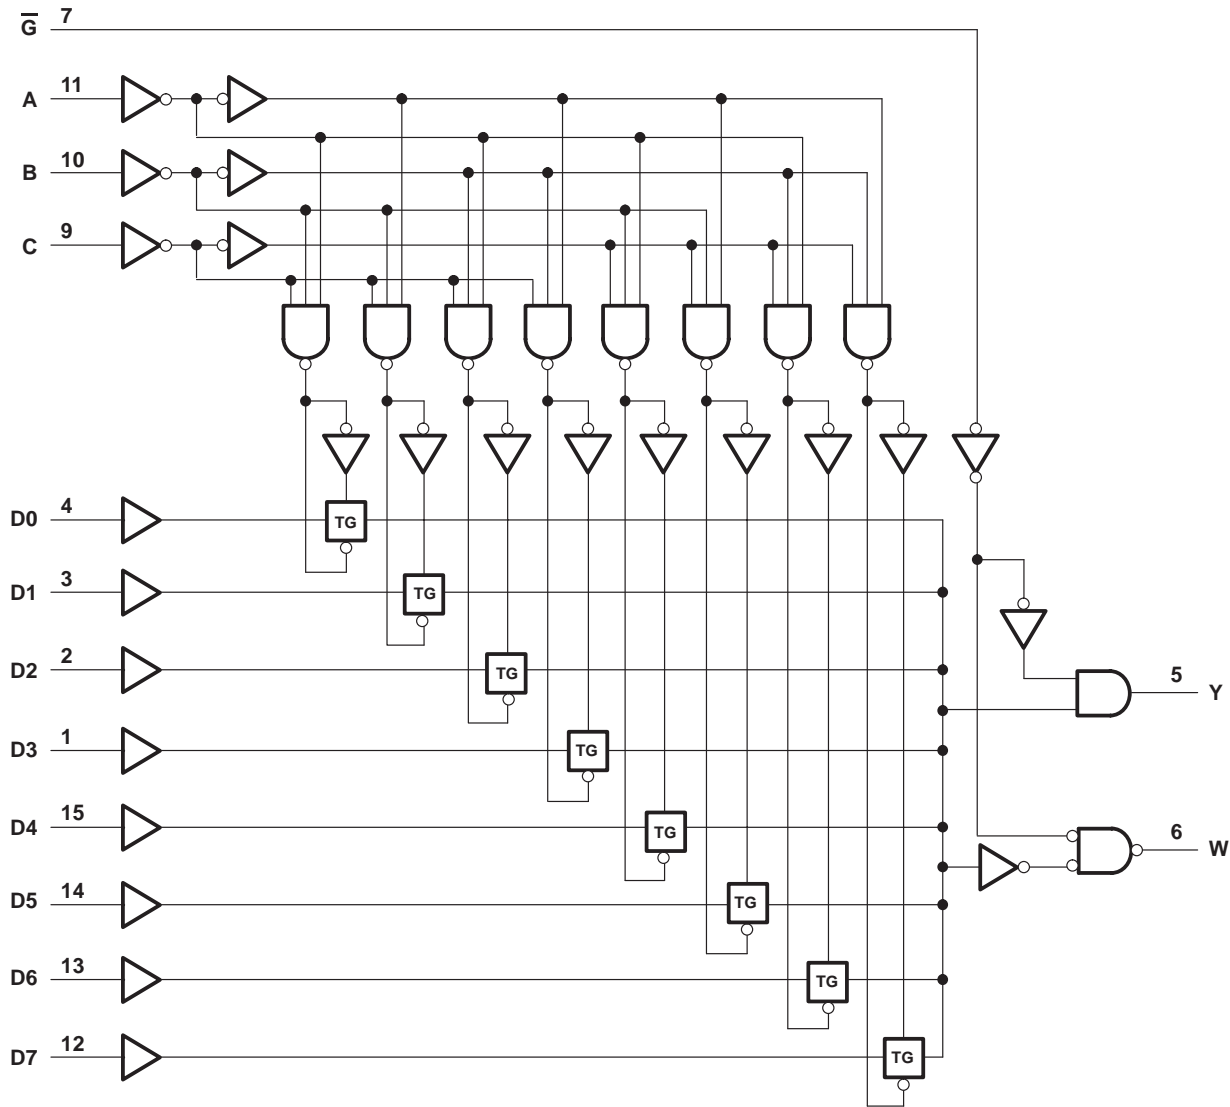 G̅ 7
A 11
B 10
C 9
D0 4 TG
D1 3 TG
D2 2 TG
5 Y
D3 1 TG
D4 15 TG
6 W
D5 14 TG
D6 13 TG
D7 12 TG